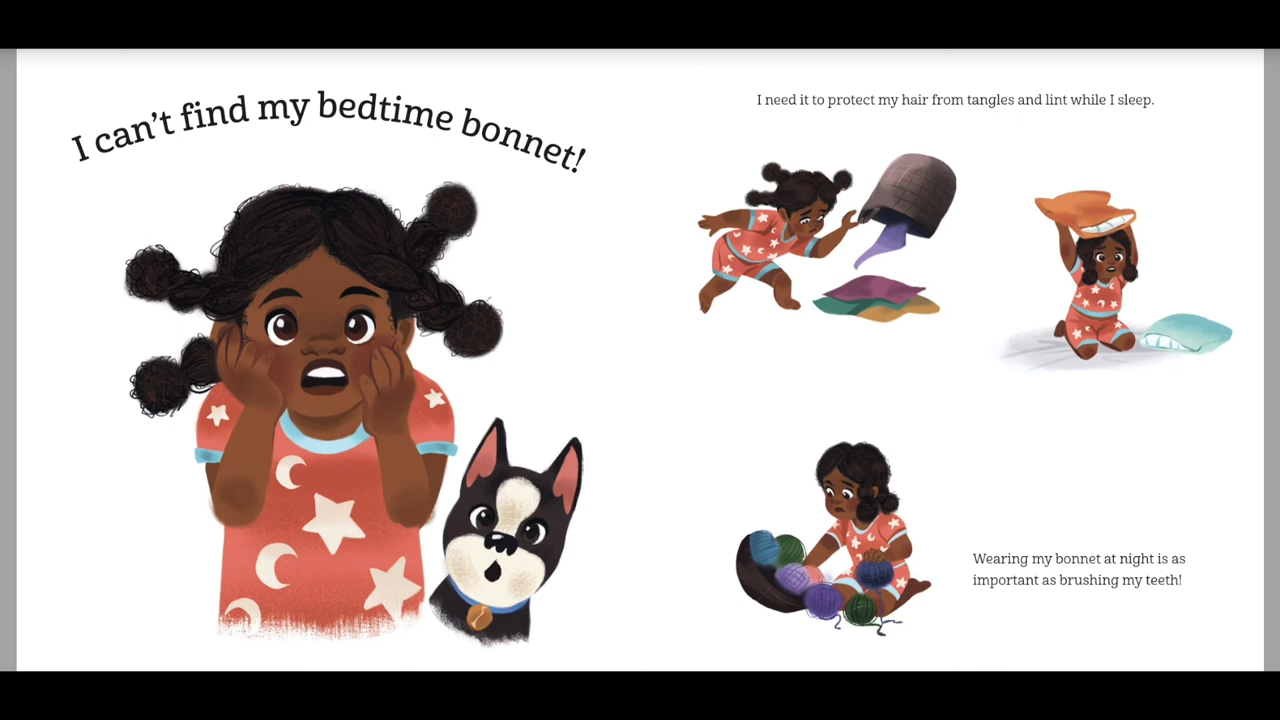 I can’t find my bedtime bonnet!
I need it to protect my hair from tangles and lint while I sleep.
Wearing my bonnet at night is as
important as brushing my teeth!